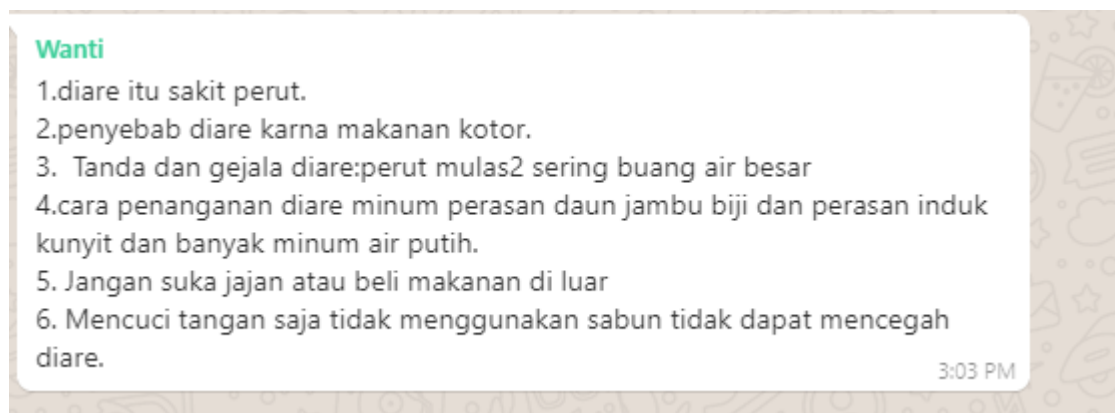 Wanti
1.diare itu sakit perut.
2.penyebab diare karna makanan kotor.
3.  Tanda dan gejala diare:perut mulas2 sering buang air besar
4.cara penanganan diare minum perasan daun jambu biji dan perasan induk
kunyit dan banyak minum air putih.
5. Jangan suka jajan atau beli makanan di luar
6. Mencuci tangan saja tidak menggunakan sabun tidak dapat mencegah
diare.
3:03 PM